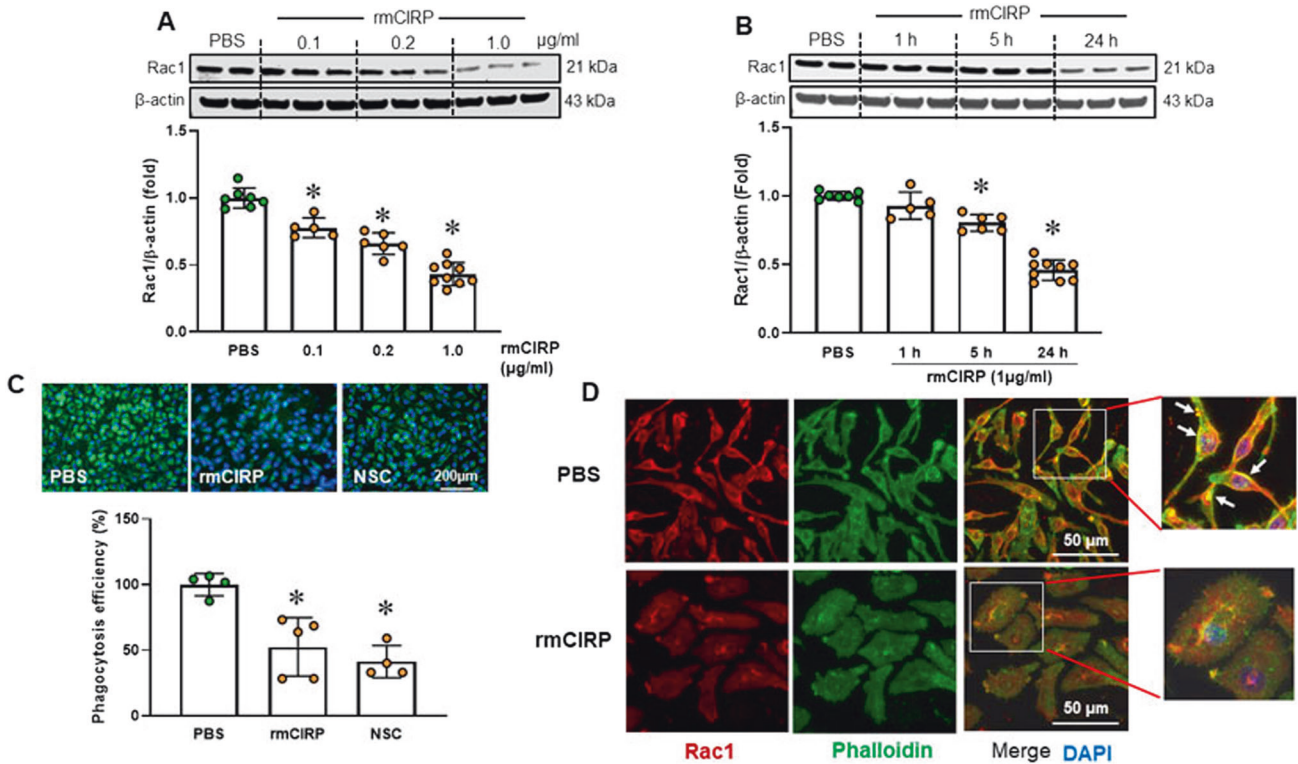 A
rmCIRP
PBS 0.1 0.2 1.0 µg/ml
Rac1 21 kDa
β-actin 43 kDa
Rac1/β-actin (fold)
1.5
1.0
0.5
0.0
* * *
PBS 0.1 0.2 1.0 rmCIRP
(µg/ml)
B
rmCIRP
PBS 1 h 5 h 24 h
Rac1 21 kDa
β-actin 43 kDa
Rac1/β-actin (Fold)
1.5
1.0
0.5
0.0
* *
PBS 1 h 5 h 24 h
rmCIRP (1µg/ml)
C
PBS rmCIRP NSC 200µm
Phagocytosis efficiency (%)
150
100
50
0
* *
PBS rmCIRP NSC
D
PBS
50 µm
rmCIRP
50 µm
Rac1 Phalloidin Merge DAPI